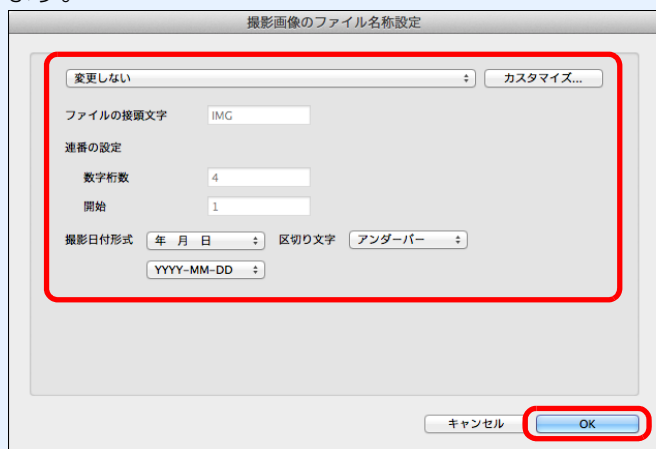 ます。
撮影画像のファイル名称設定
変更しない カスタマイズ...
ファイルの接頭文字 IMG
連番の設定
数字桁数 4
開始 1
撮影日付形式 年 月 日 区切り文字 アンダーバー
YYYY-MM-DD
キャンセル OK